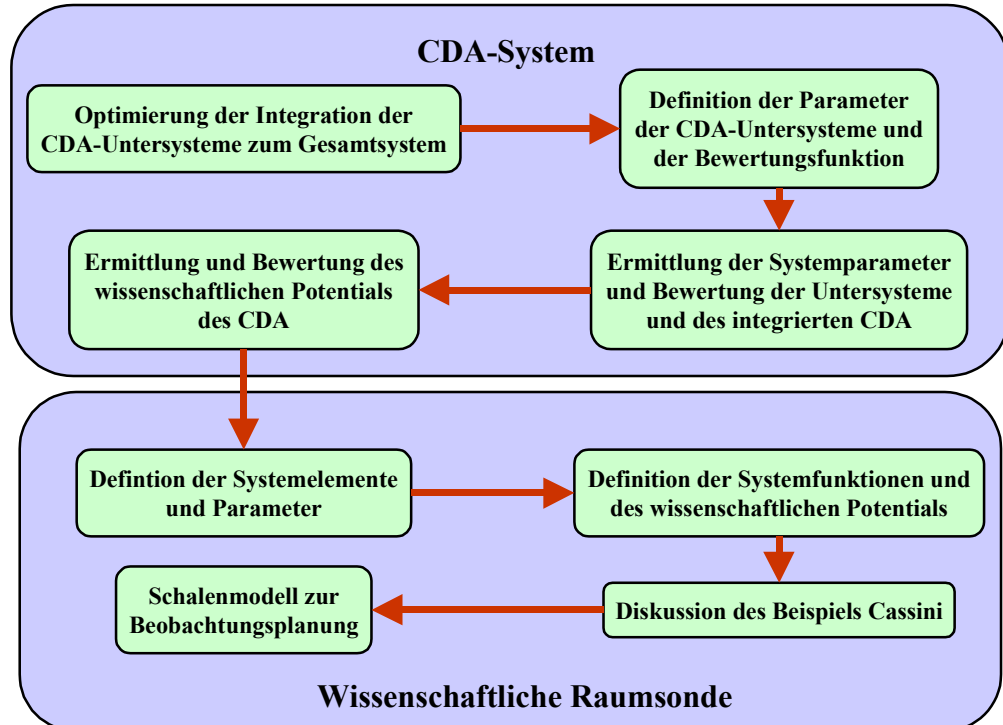 CDA-System
Optimierung der Integration der
CDA-Untersysteme zum Gesamtsystem
Definition der Parameter
der CDA-Untersysteme und
der Bewertungsfunktion
Ermittlung der Systemparameter
und Bewertung der Untersysteme
und des integrierten CDA
Ermittlung und Bewertung des
wissenschaftlichen Potentials
des CDA
Defintion der Systemelemente
und Parameter
Definition der Systemfunktionen und
des wissenschaftlichen Potentials
Diskussion des Beispiels Cassini
Schalenmodell zur
Beobachtungsplanung
Wissenschaftliche Raumsonde